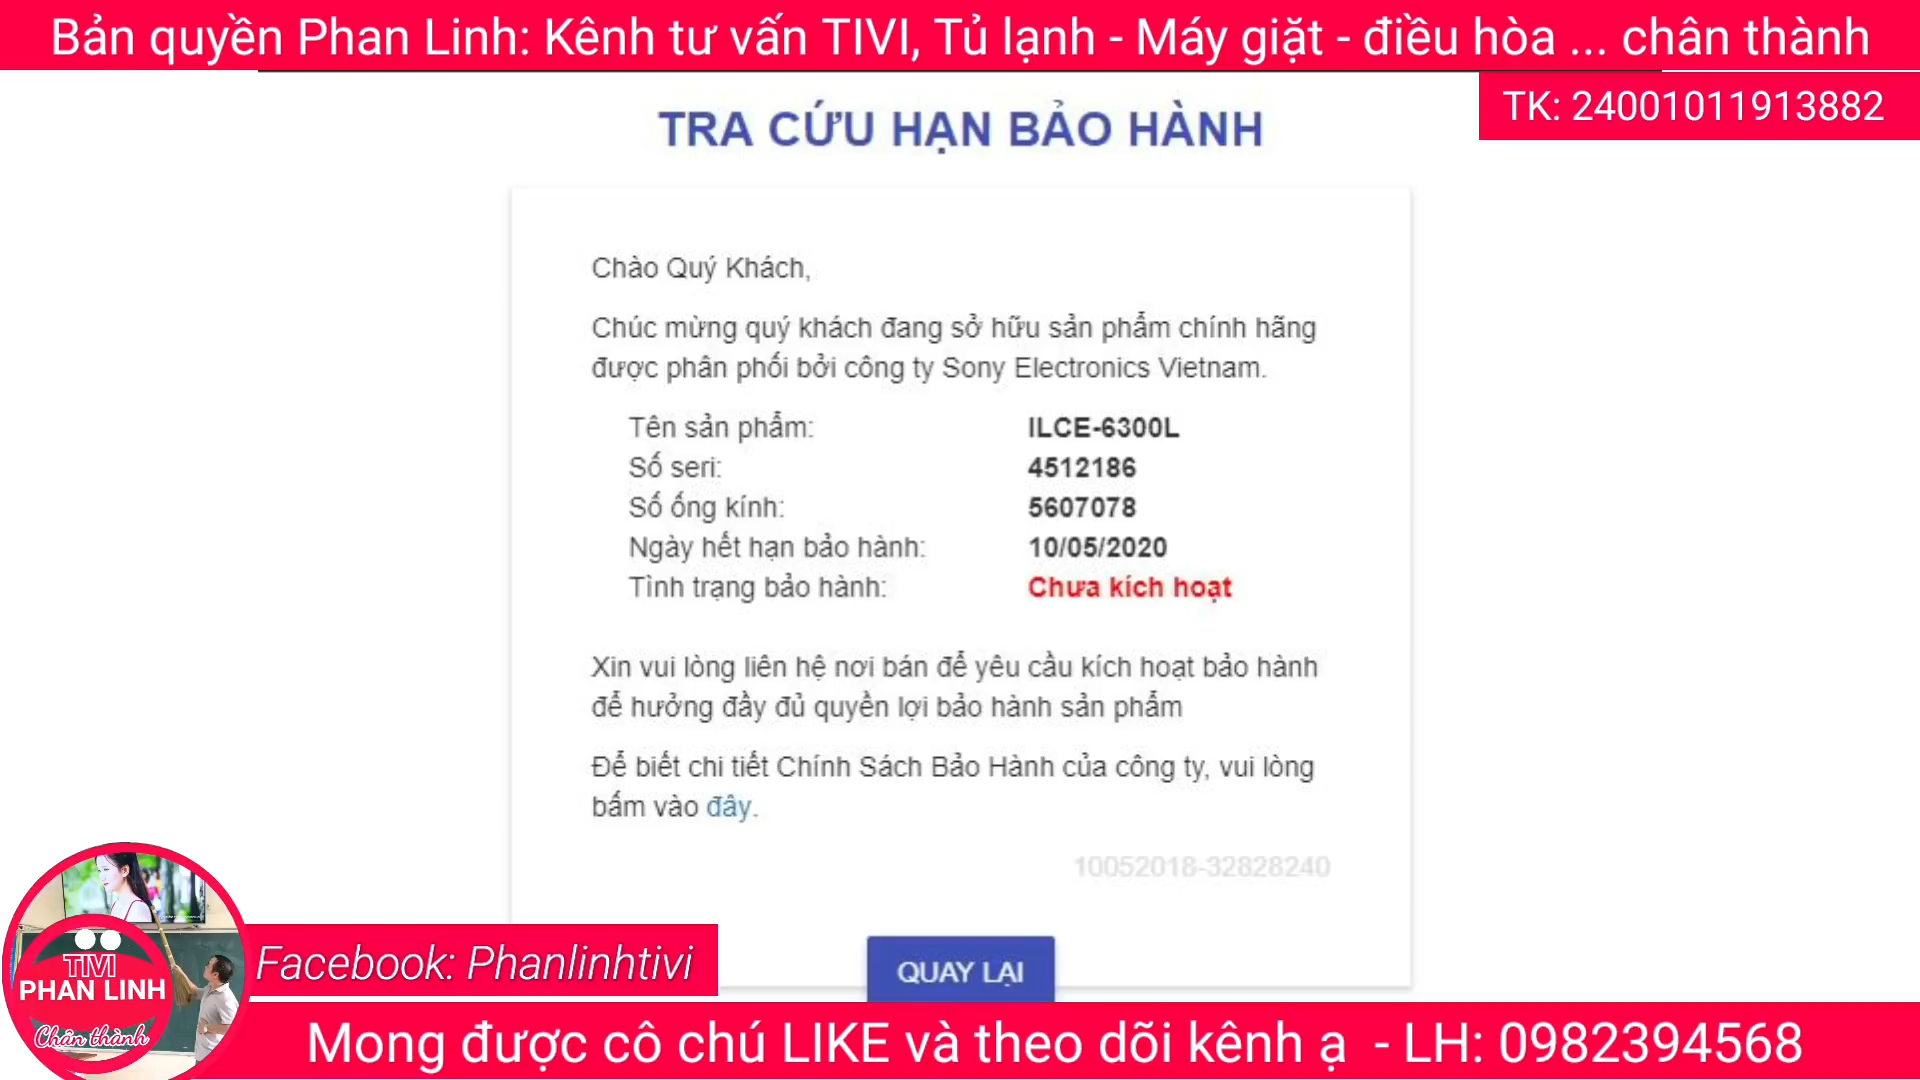 Bản quyền Phan Linh: Kênh tư vấn TIVI, Tủ lạnh - Máy giặt - điều hòa ... chân thành
TK: 24001011913882
TRA CỨU HẠN BẢO HÀNH
Chào Quý Khách,
Chúc mừng quý khách đang sở hữu sản phẩm chính hãng
được phân phối bởi công ty Sony Electronics Vietnam.
Tên sản phẩm: ILCE-6300L
Số seri: 4512186
Số ống kính: 5607078
Ngày hết hạn bảo hành: 10/05/2020
Tình trạng bảo hành: Chưa kích hoạt
Xin vui lòng liên hệ nơi bán để yêu cầu kích hoạt bảo hành
để hưởng đầy đủ quyền lợi bảo hành sản phẩm
Để biết chi tiết Chính Sách Bảo Hành của công ty, vui lòng
bấm vào đây.
10052018-32828240
QUAY LẠI
TIVI
PHAN LINH
Chân thành
Facebook: Phanlinhtivi
Mong được cô chú LIKE và theo dõi kênh ạ - LH: 0982394568